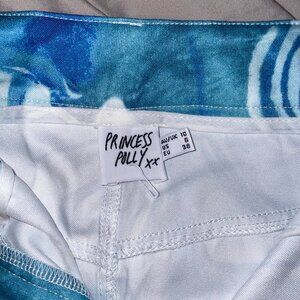 PRINCESS
POLLY xx
AU/UK 10
US 6
EU 38